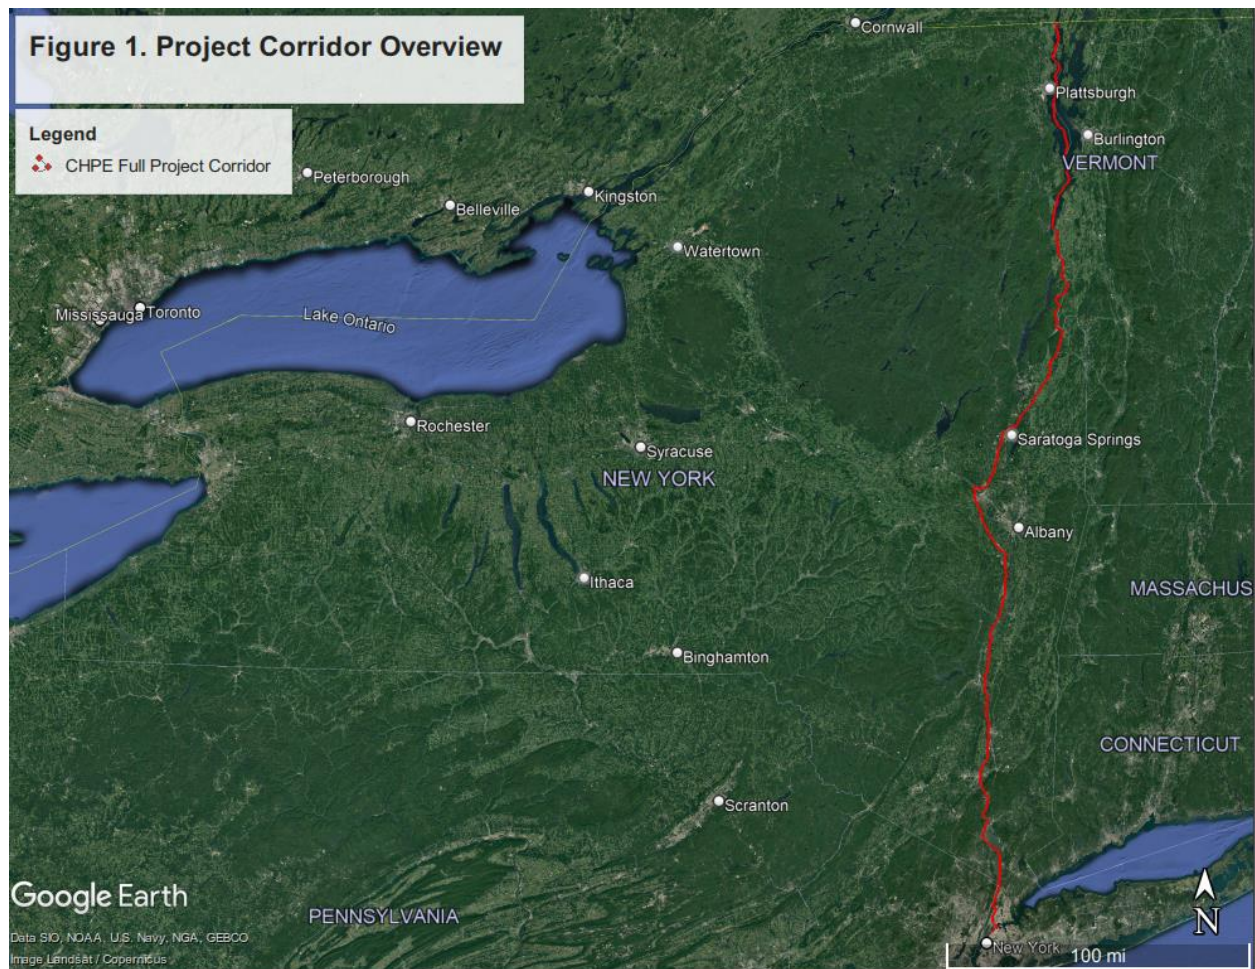 Figure 1. Project Corridor Overview
Legend
CHPE Full Project Corridor
Cornwall
Plattsburgh
Burlington
VERMONT
Peterborough
Belleville
Kingston
Watertown
Mississauga
Toronto
Lake Ontario
Rochester
Syracuse
NEW YORK
Saratoga Springs
Albany
Ithaca
MASSACHUS
Binghamton
CONNECTICUT
Scranton
Google Earth
PENNSYLVANIA
N
Data SIO, NOAA, U.S. Navy, NGA, GEBCO
Image Landsat / Copernicus
New York
100 mi